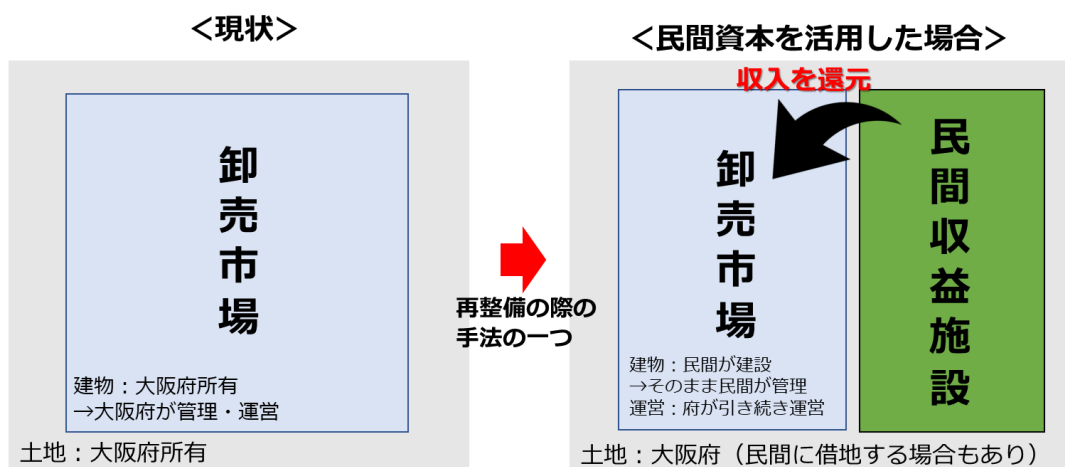 <現状>
卸売市場
建物：大阪府所有
→大阪府が管理・運営
土地：大阪府所有
再整備の際の
手法の一つ
<民間資本を活用した場合>
収入を還元
卸売市場
建物：民間が建設
→そのまま民間が管理
運営：府が引き続き運営
民間収益施設
土地：大阪府（民間に借地する場合もあり）